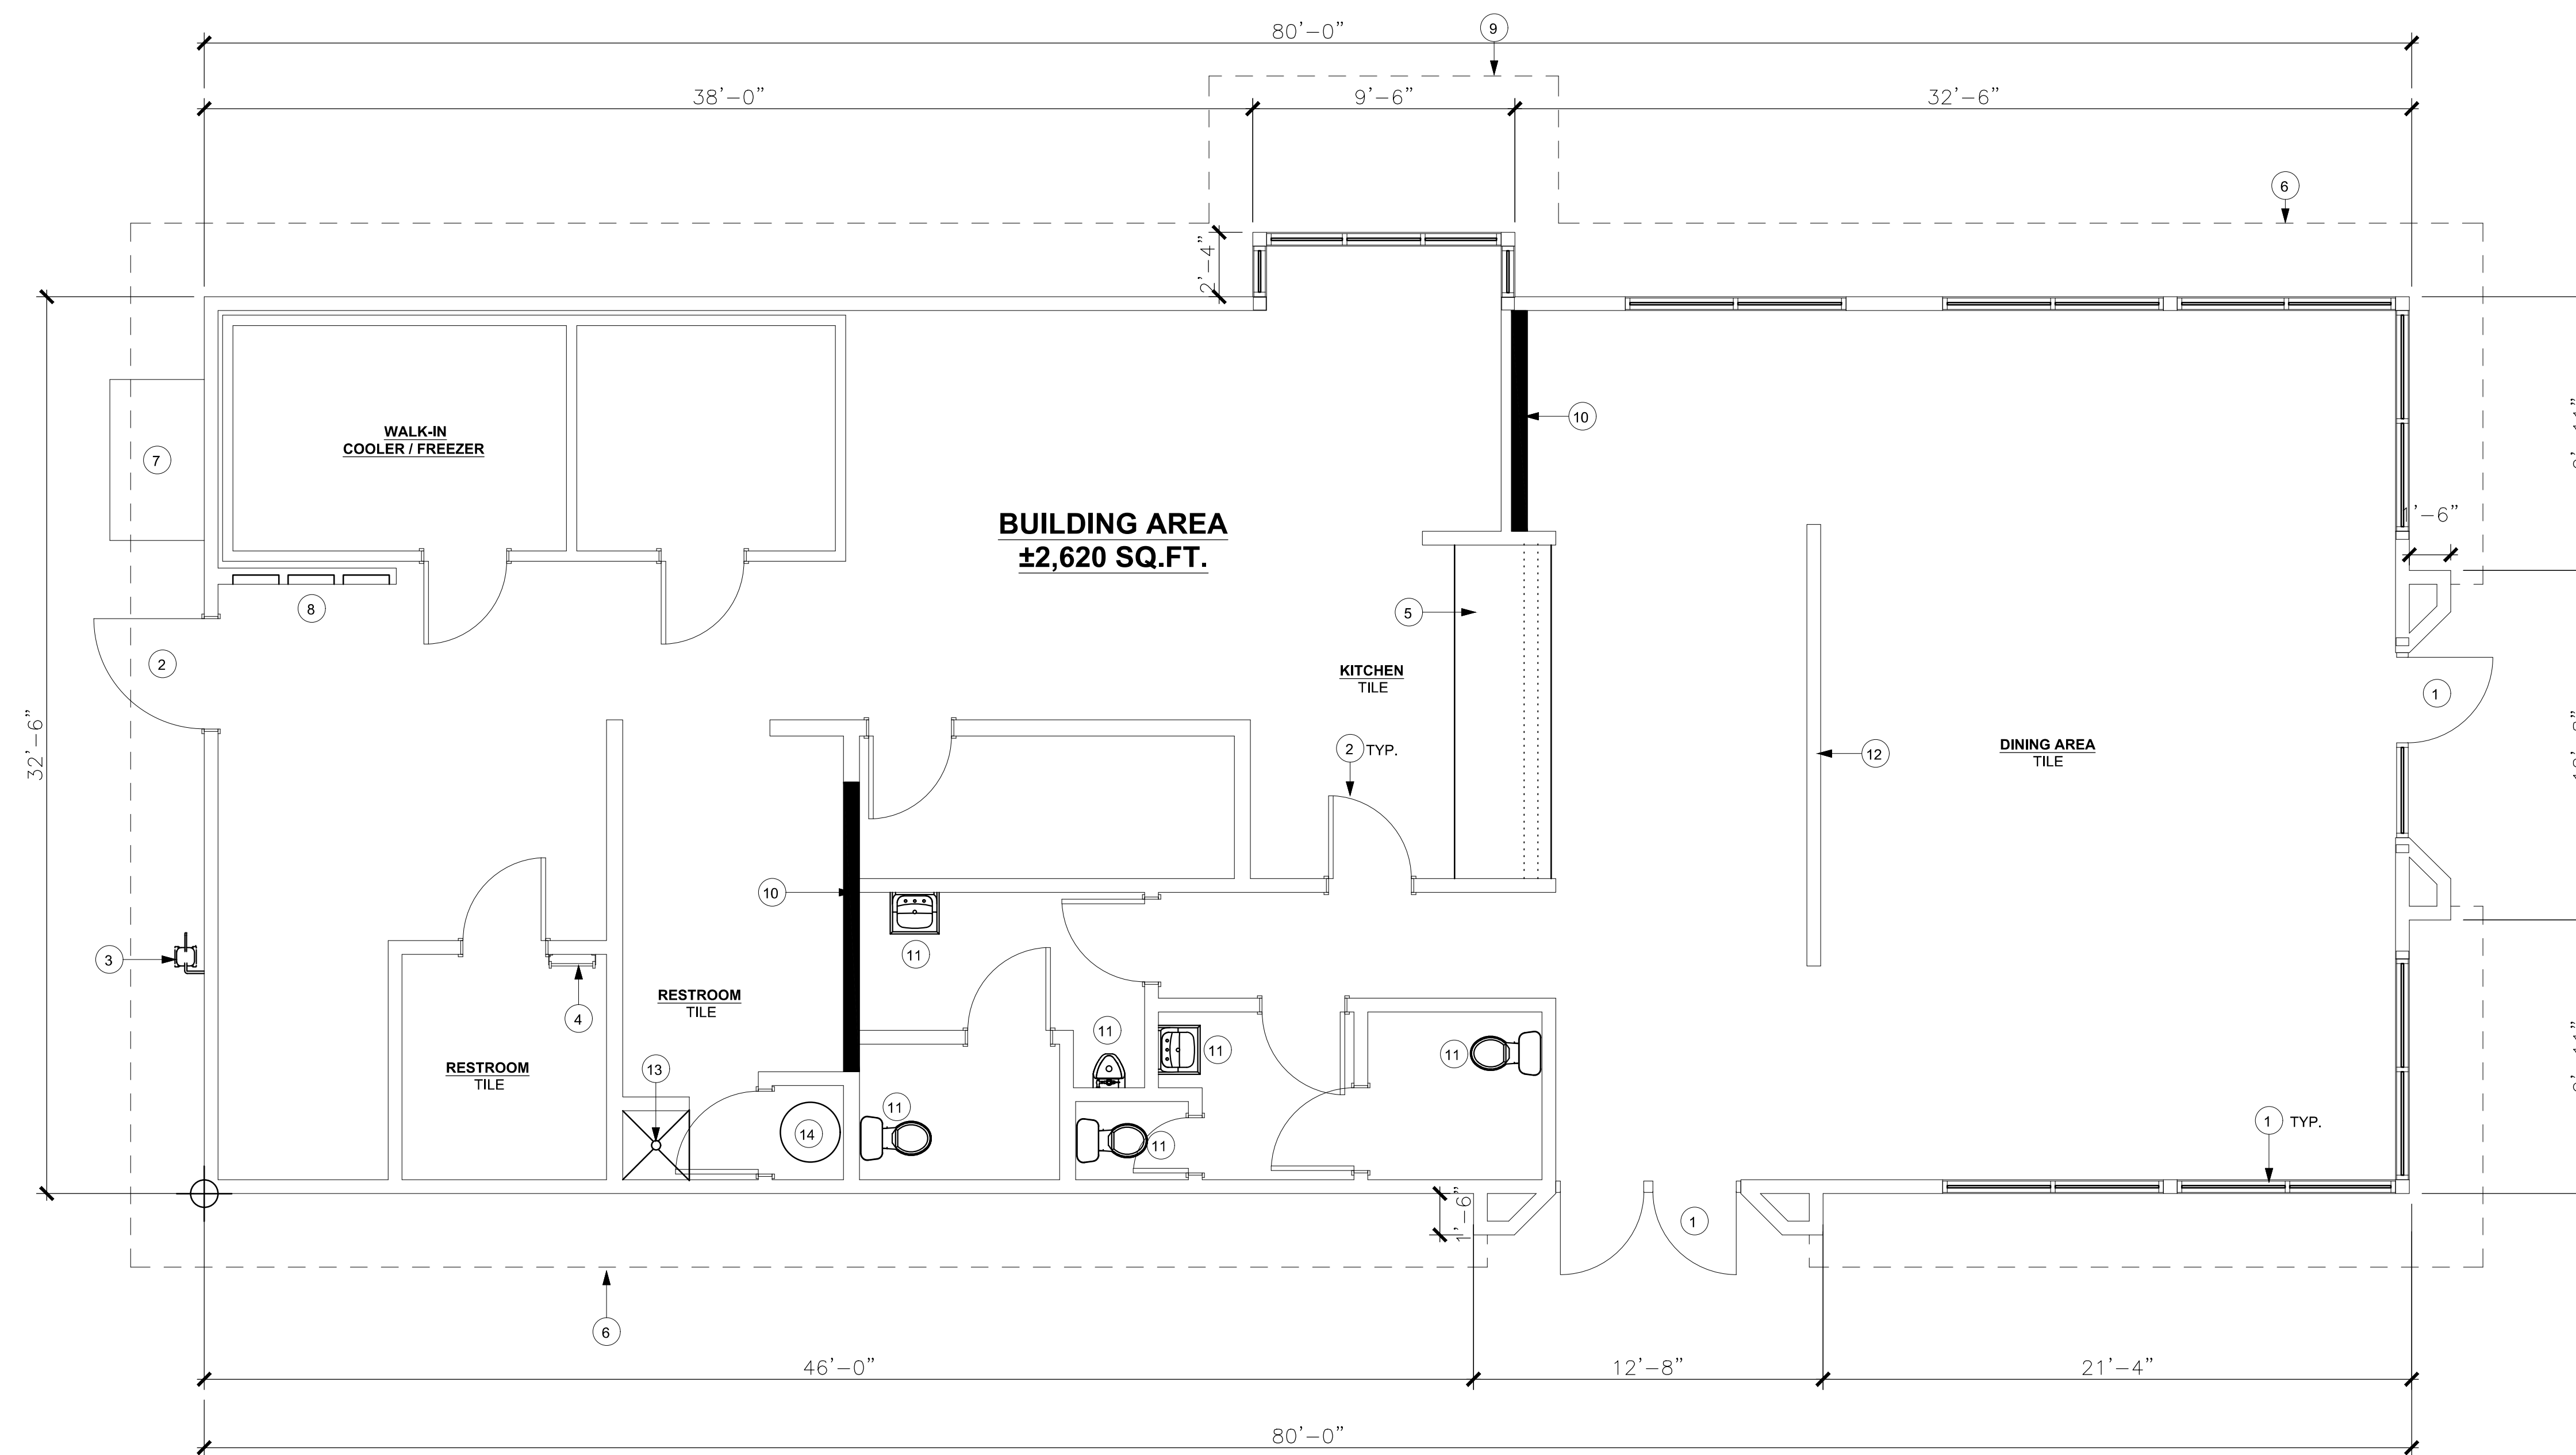 80'-0"
9
38'-0"
9'-6"
32'-6"
6
2'-4"
10
WALK-IN
COOLER / FREEZER
7
1'-6"
BUILDING AREA
±2,620 SQ.FT.
8
5
2
KITCHEN
TILE
1
32'-6"
2 TYP.
12
DINING AREA
TILE
10
3
11
4
RESTROOM
TILE
11
11
11
RESTROOM
TILE
13
11
14
11
1 TYP.
1'-6"
1
6
46'-0"
12'-8"
21'-4"
80'-0"